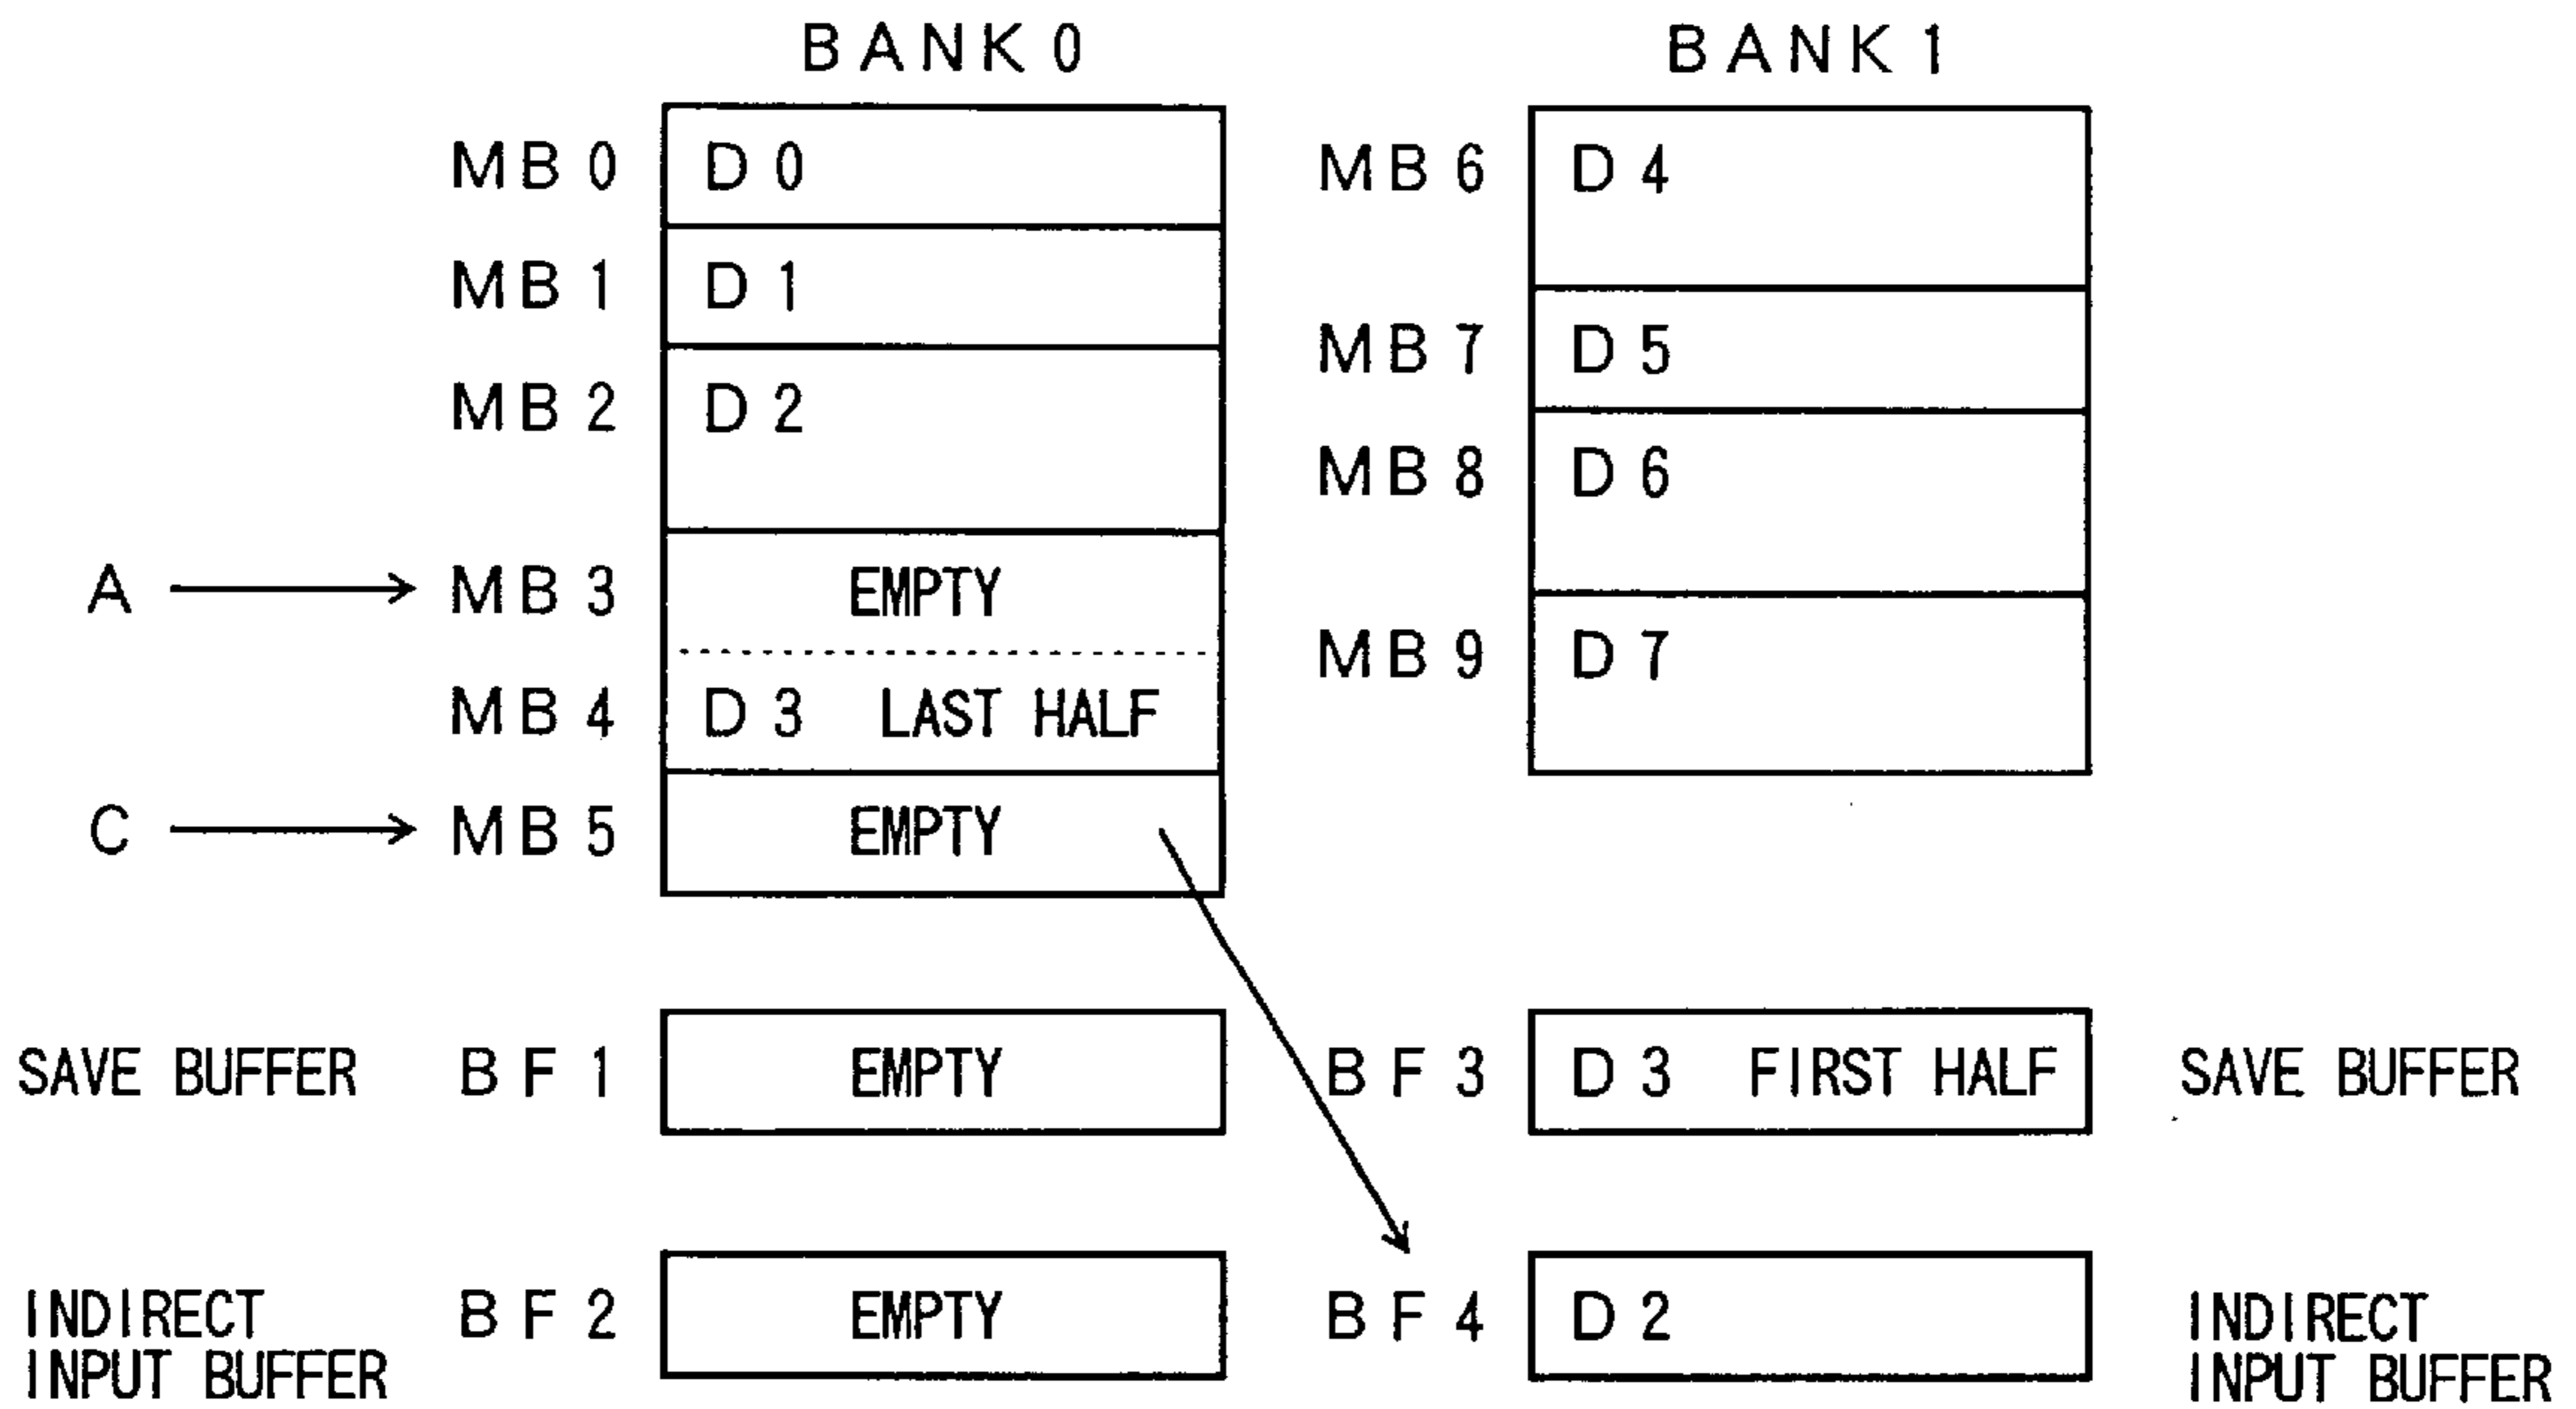 BANK0 BANK1
MB0 D0 MB6 D4
MB1 D1
MB7 D5
MB2 D2
MB8 D6
A MB3 EMPTY
MB9 D7
MB4 D3 LAST HALF
C MB5 EMPTY
SAVE BUFFER BF1 EMPTY BF3 D3 FIRST HALF SAVE BUFFER
INDIRECT BF2 EMPTY BF4 D2 INDIRECT
INPUT BUFFER INPUT BUFFER